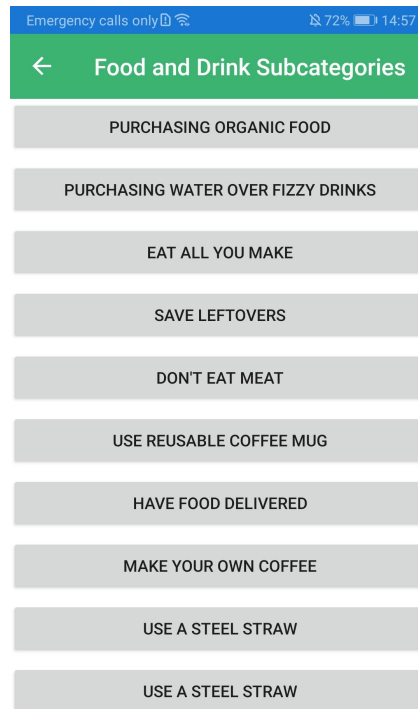 Emergency calls only 72% 14:57
Food and Drink Subcategories
PURCHASING ORGANIC FOOD
PURCHASING WATER OVER FIZZY DRINKS
EAT ALL YOU MAKE
SAVE LEFTOVERS
DON'T EAT MEAT
USE REUSABLE COFFEE MUG
HAVE FOOD DELIVERED
MAKE YOUR OWN COFFEE
USE A STEEL STRAW
USE A STEEL STRAW